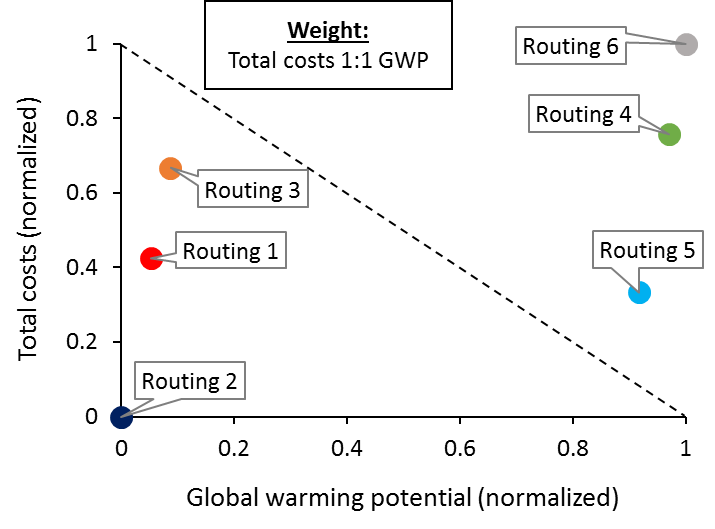 Weight:
Total costs 1:1 GWP
Routing 6
Routing 4
Routing 3
Routing 1
Routing 5
Routing 2
Total costs (normalized)
1
0.8
0.6
0.4
0.2
0
0
0.2
0.4
0.6
0.8
1
Global warming potential (normalized)